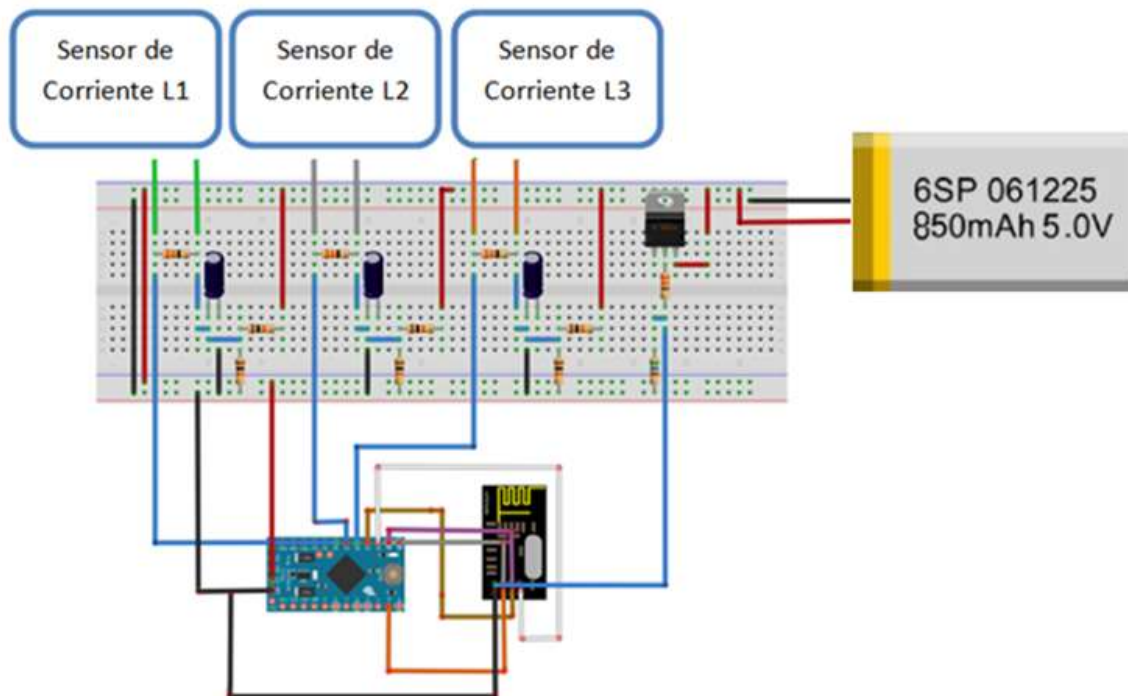 Sensor de
Corriente L1
Sensor de
Corriente L2
Sensor de
Corriente L3
6SP 061225
850mAh 5.0V